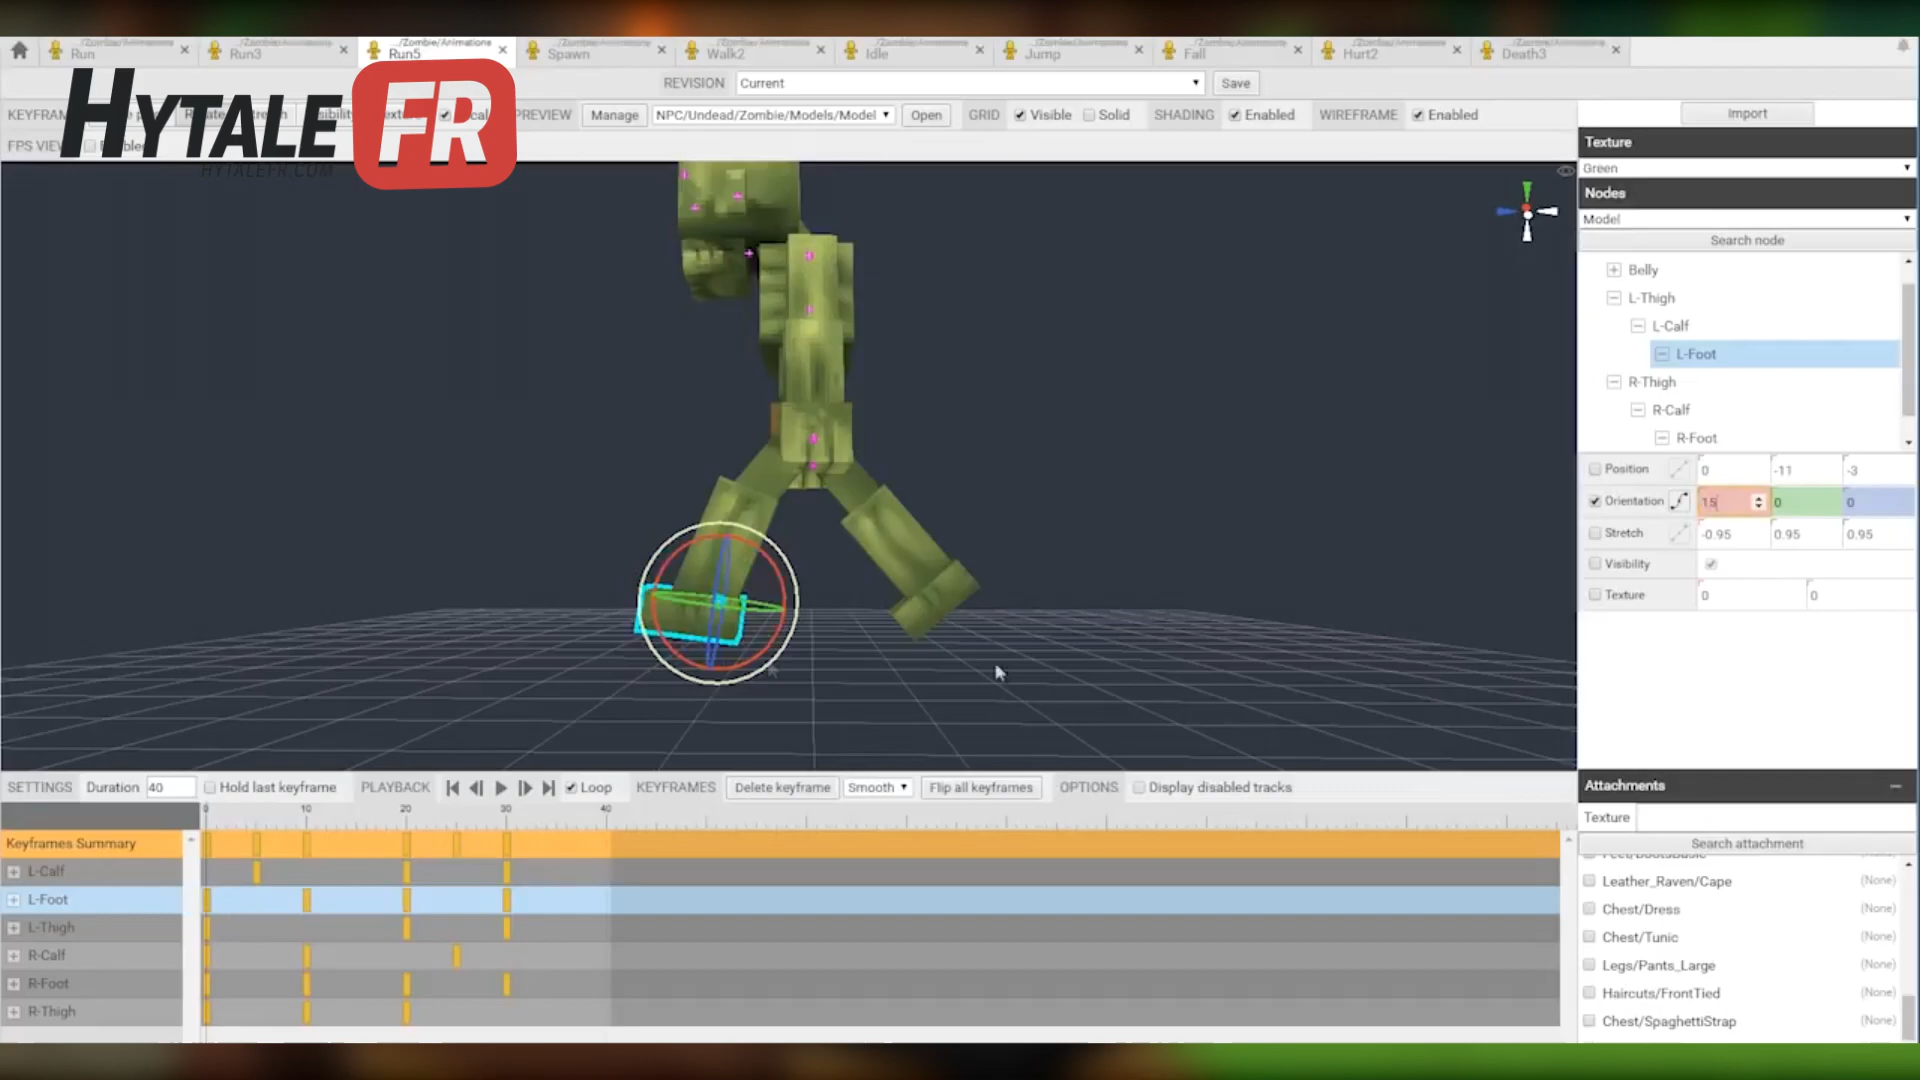 .../Zombie/Animations
Run
Run3
Run5
Spawn
Walk2
Idle
Jump
Fall
Hurt2
Death3
REVISION Current Save
HYTALE FR
HYTALEFR.COM
PREVIEW Manage NPC/Undead/Zombie/Models/Model Open GRID Visible Solid SHADING Enabled WIREFRAME Enabled
Import
Texture
Green
Nodes
Model
Search node
Belly
L-Thigh
L-Calf
L-Foot
R-Thigh
R-Calf
R-Foot
Position 0 -11 -3
Orientation 15 0 0
Stretch -0.95 0.95 0.95
Visibility
Texture 0 0
SETTINGS Duration 40 Hold last keyframe PLAYBACK Loop KEYFRAMES Delete keyframe Smooth Flip all keyframes OPTIONS Display disabled tracks
0 10 20 30 40
Keyframes Summary
L-Calf
L-Foot
L-Thigh
R-Calf
R-Foot
R-Thigh
Attachments
Texture
Search attachment
Leather_Raven/Cape (None)
Chest/Dress (None)
Chest/Tunic (None)
Legs/Pants_Large (None)
Haircuts/FrontTied (None)
Chest/SpaghettiStrap (None)